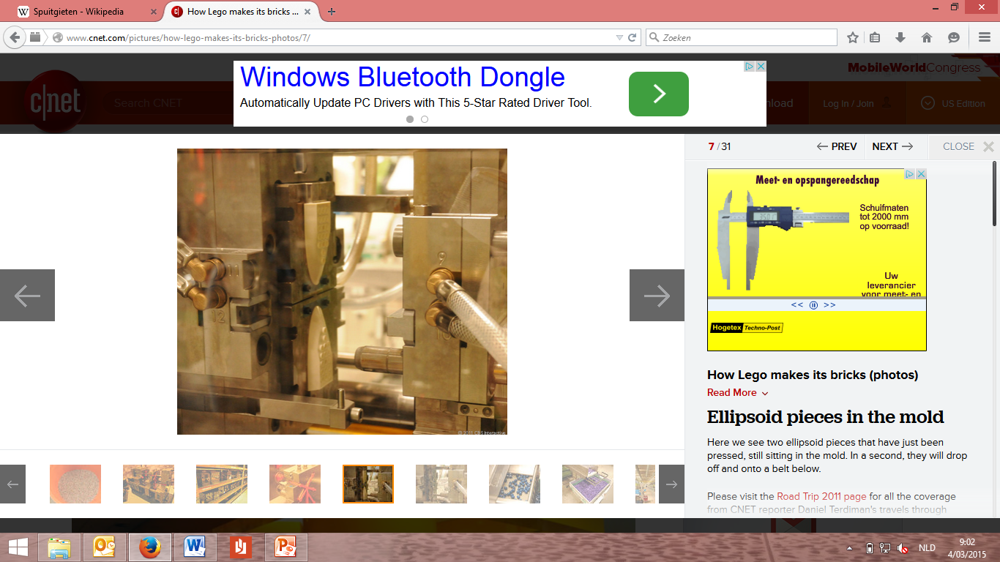 Spuitgieten - Wikipedia
How Lego makes its bricks ...
www.cnet.com/pictures/how-lego-makes-its-bricks-photos/7/
Zoeken
c|net
Search CNET
Windows Bluetooth Dongle
Automatically Update PC Drivers with This 5-Star Rated Driver Tool.
MobileWorldCongress
nload
Log In / Join
US Edition
11
12
9
© 2011 CBS Interactive
7 / 31
PREV
NEXT
CLOSE
Meet- en opspangereedschap
Schuifmaten
tot 2000 mm
op voorraad!
Uw
leverancier
voor meet- en
<< >>
Hogetex Techno-Post
How Lego makes its bricks (photos)
Read More
Ellipsoid pieces in the mold
Here we see two ellipsoid pieces that have just been
pressed, still sitting in the mold. In a second, they will drop
off and onto a belt below.
Please visit the Road Trip 2011 page for all the coverage
from CNET reporter Daniel Terdiman's travels through
NLD
9:02
4/03/2015